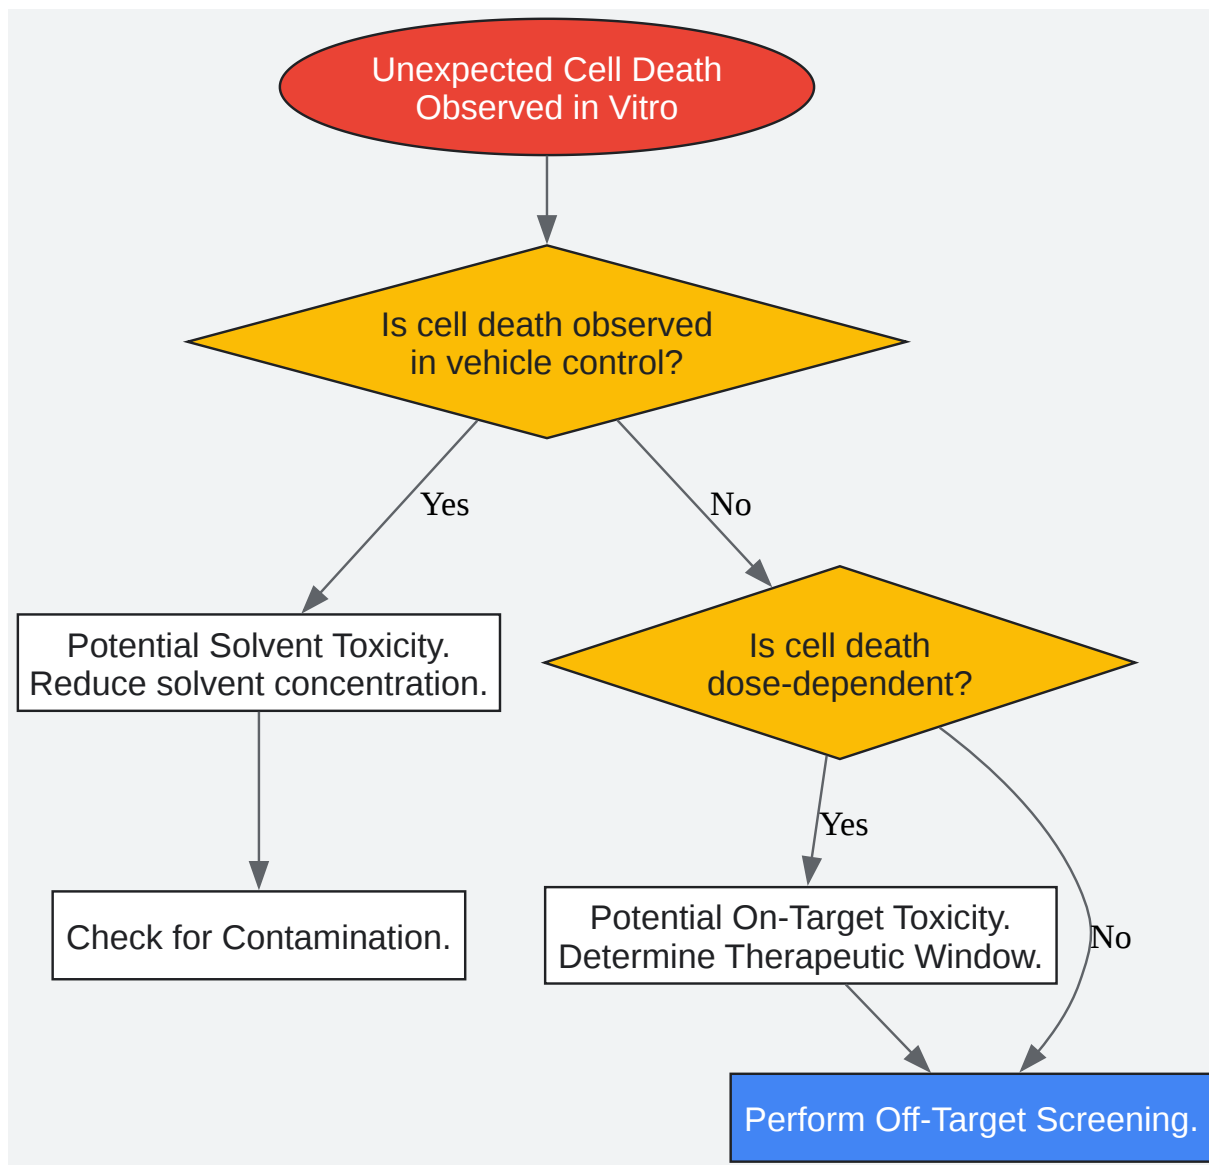 Unexpected Cell Death
Observed in Vitro
Is cell death observed
in vehicle control?
Yes
No
Potential Solvent Toxicity.
Reduce solvent concentration.
Is cell death
dose-dependent?
Yes
Check for Contamination.
Potential On-Target Toxicity.
Determine Therapeutic Window.
No
Perform Off-Target Screening.